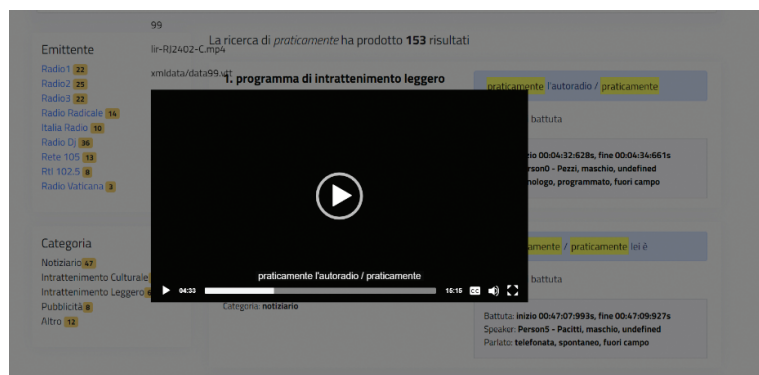 99
lir-RJ2402-C.mp4
xmldata/data99.vtt
Emittente
Radio1 22
Radio2 25
Radio3 22
Radio Radicale 14
Italia Radio 10
Radio Dj 36
Rete 105 13
Rtl 102.5 8
Radio Vaticana 3
Categoria
Notiziario 47
Intrattenimento Culturale
Intrattenimento Leggero
Pubblicità 8
Altro 12
La ricerca di praticamente ha prodotto 153 risultati
1. programma di intrattenimento leggero
praticamente l'autoradio / praticamente
battuta
inizio 00:04:32:628s, fine 00:04:34:661s
Person0 - Pezzi, maschio, undefined
programmato, fuori campo
praticamente l'autoradio / praticamente
04:33
15:15
CC
Categoria: notiziario
/ praticamente lei è
battuta
Battuta: inizio 00:47:07:993s, fine 00:47:09:927s
Speaker: Person5 - Pacitti, maschio, undefined
Parlato: telefonata, spontaneo, fuori campo